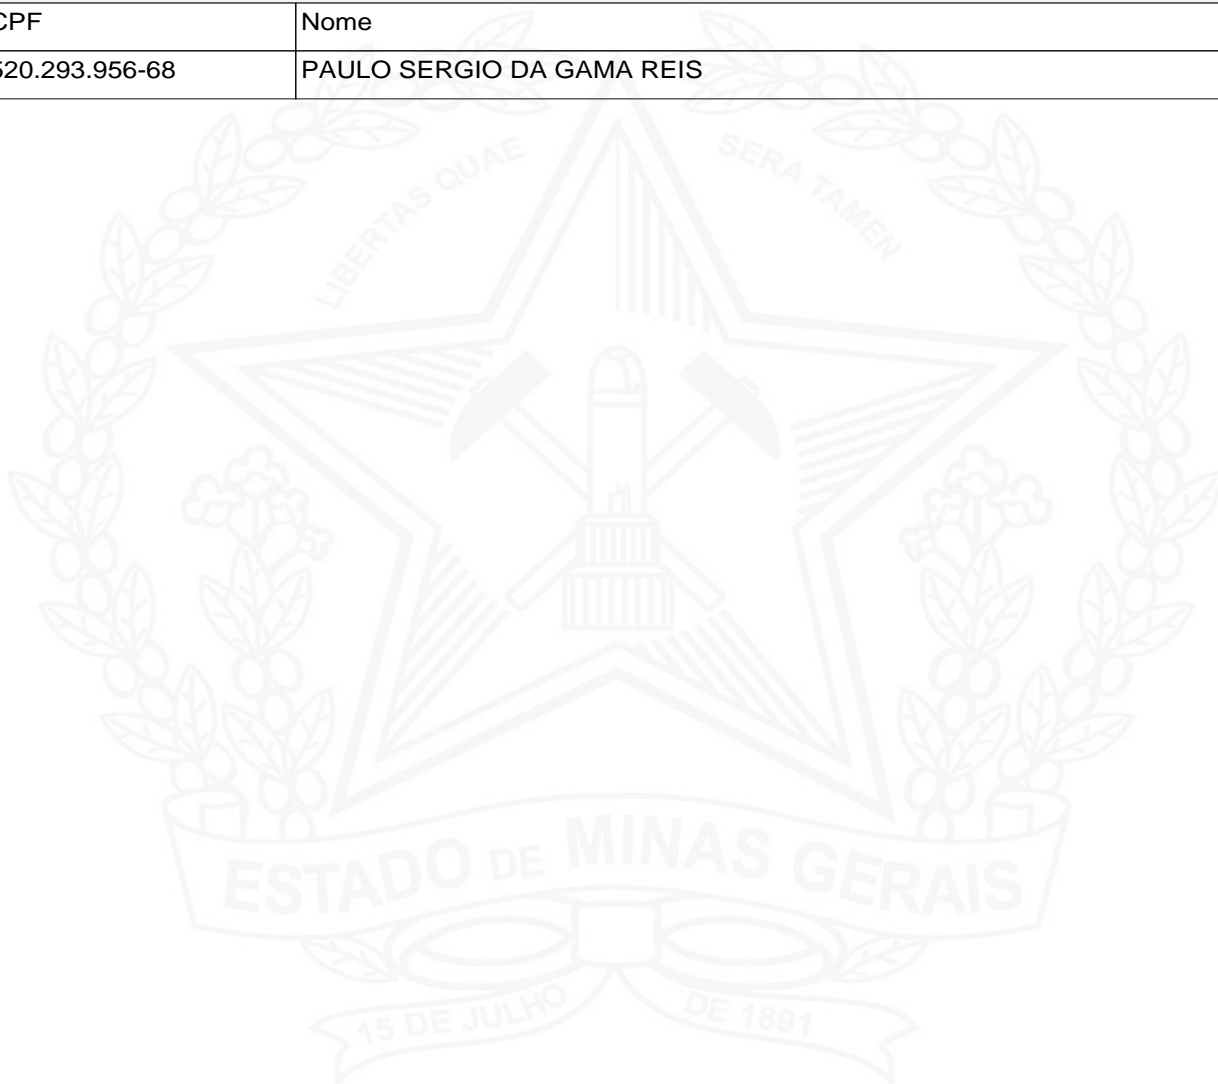 CPF Nome
520.293.956-68 PAULO SERGIO DA GAMA REIS
LIBERTAS QUAE SERA TAMEN
ESTADO DE MINAS GERAIS
15 DE JULHO DE 1891